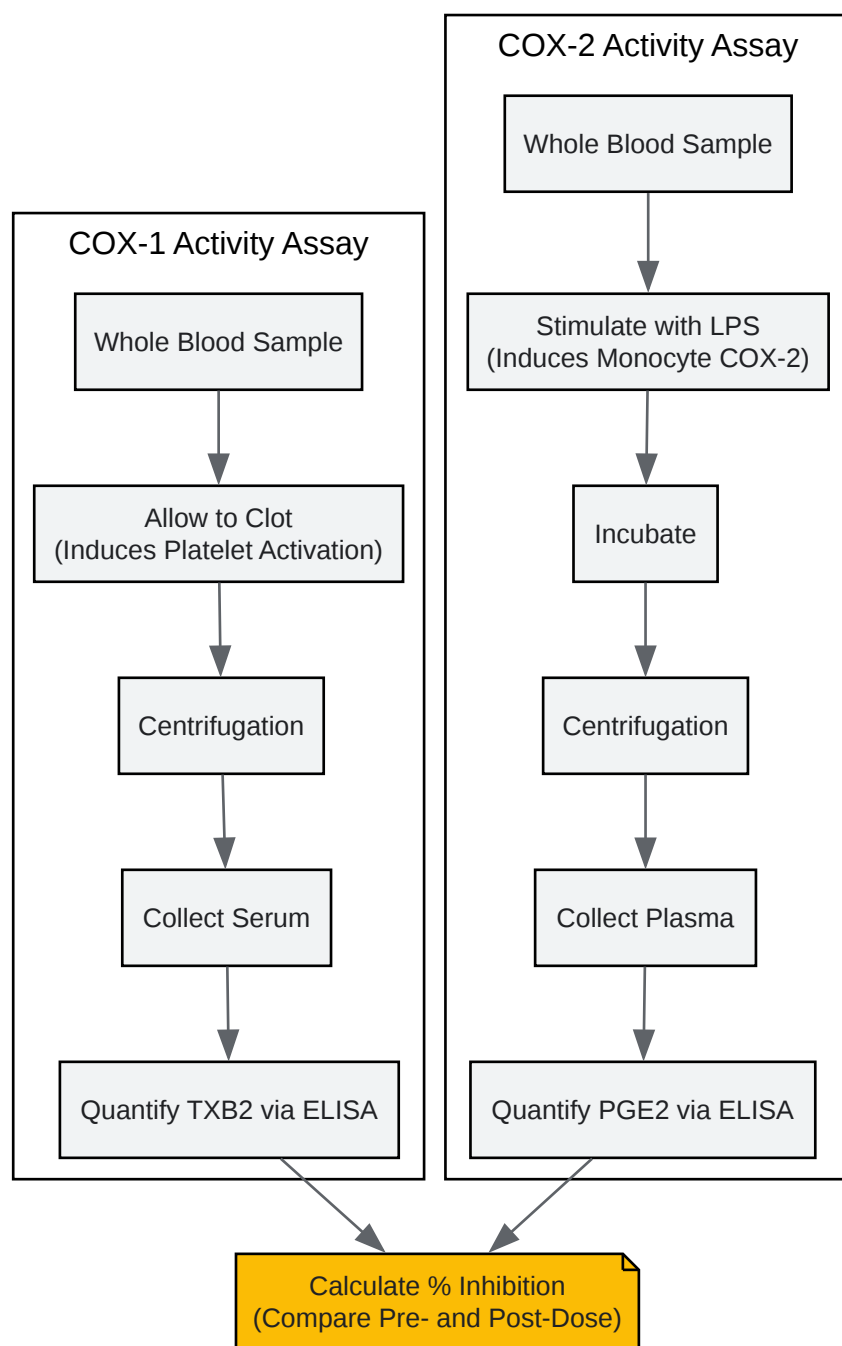 COX-1 Activity Assay
Whole Blood Sample
Allow to Clot
(Induces Platelet Activation)
Centrifugation
Collect Serum
Quantify TXB2 via ELISA
COX-2 Activity Assay
Whole Blood Sample
Stimulate with LPS
(Induces Monocyte COX-2)
Incubate
Centrifugation
Collect Plasma
Quantify PGE2 via ELISA
Calculate % Inhibition
(Compare Pre- and Post-Dose)